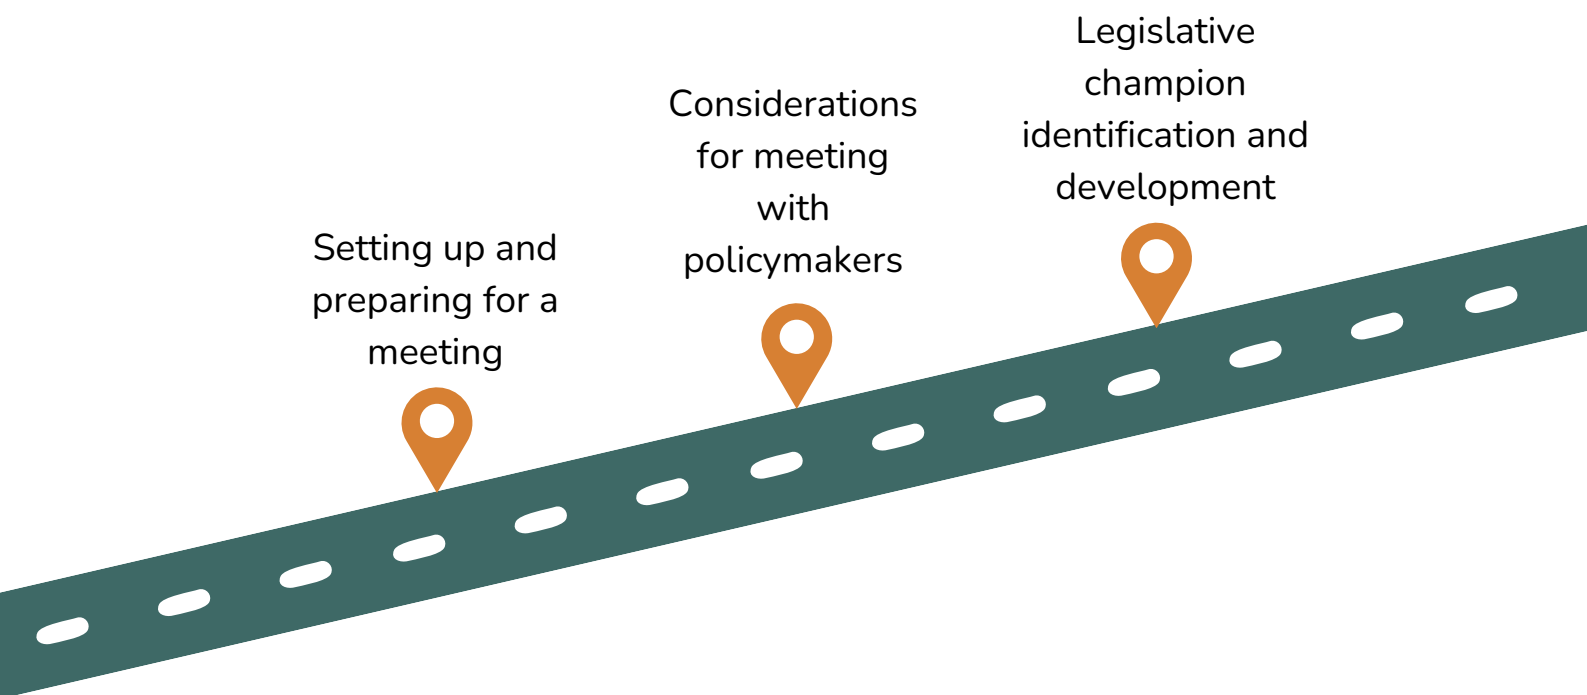 Setting up and
preparing for a
meeting
Considerations
for meeting
with
policymakers
Legislative
champion
identification and
development